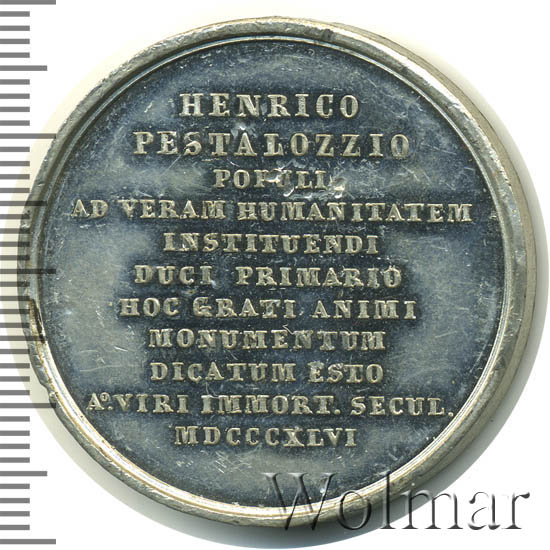 HENRICO
PESTALOZZIO
POPULI
AD VERAM HUMANITATEM
INSTITUENDI
DUCI PRIMARIO
HOC GRATI ANIMI
MONUMENTUM
DICATUM ESTO
Aº. VIRI IMMORT. SECUL.
MDCCCXLVI
Wolmar